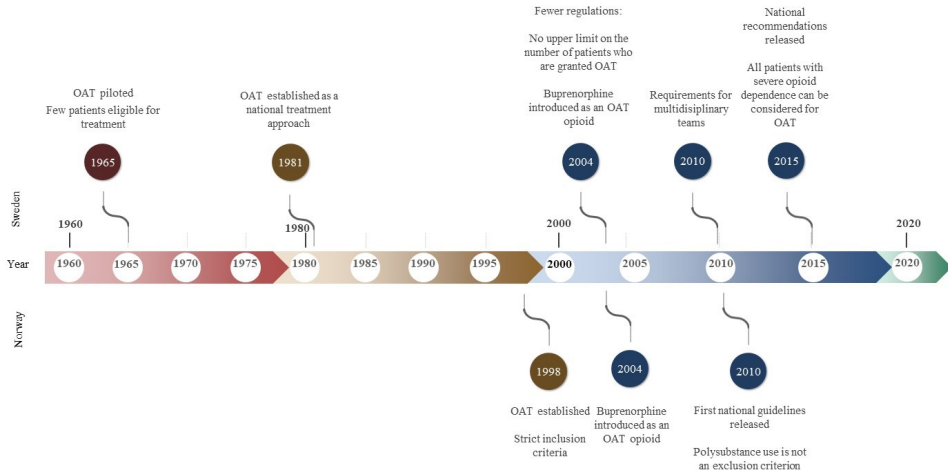 Fewer regulations:
No upper limit on the
number of patients who
are granted OAT
Buprenorphine
introduced as an OAT
opioid
National
recommendations
released
All patients with
severe opioid
dependence can be
considered for
OAT
OAT piloted
Few patients eligible for
treatment
OAT established as a
national treatment
approach
Requirements for
multidisiplinary
teams
1965
1981
2004
2010
2015
Sweden
1960
1980
2000
2020
Year
1960
1965
1970
1975
1980
1985
1990
1995
2000
2005
2010
2015
2020
Norway
1998
2004
2010
OAT established
Strict inclusion
criteria
Buprenorphine
introduced as an
OAT opioid
First national guidelines
released
Polysubstance use is not
an exclusion criterion